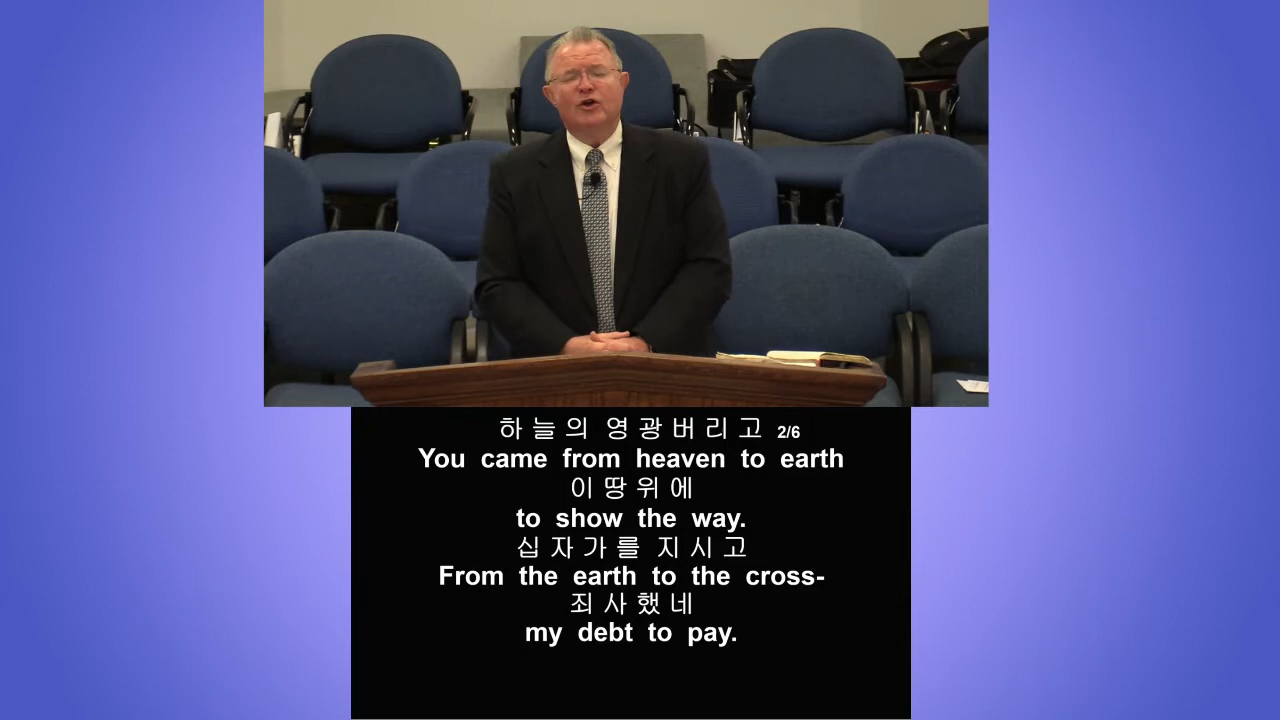 하늘의 영광버리고 2/6
You came from heaven to earth
이땅위에
to show the way.
십자가를 지시고
From the earth to the cross-
죄사했네
my debt to pay.